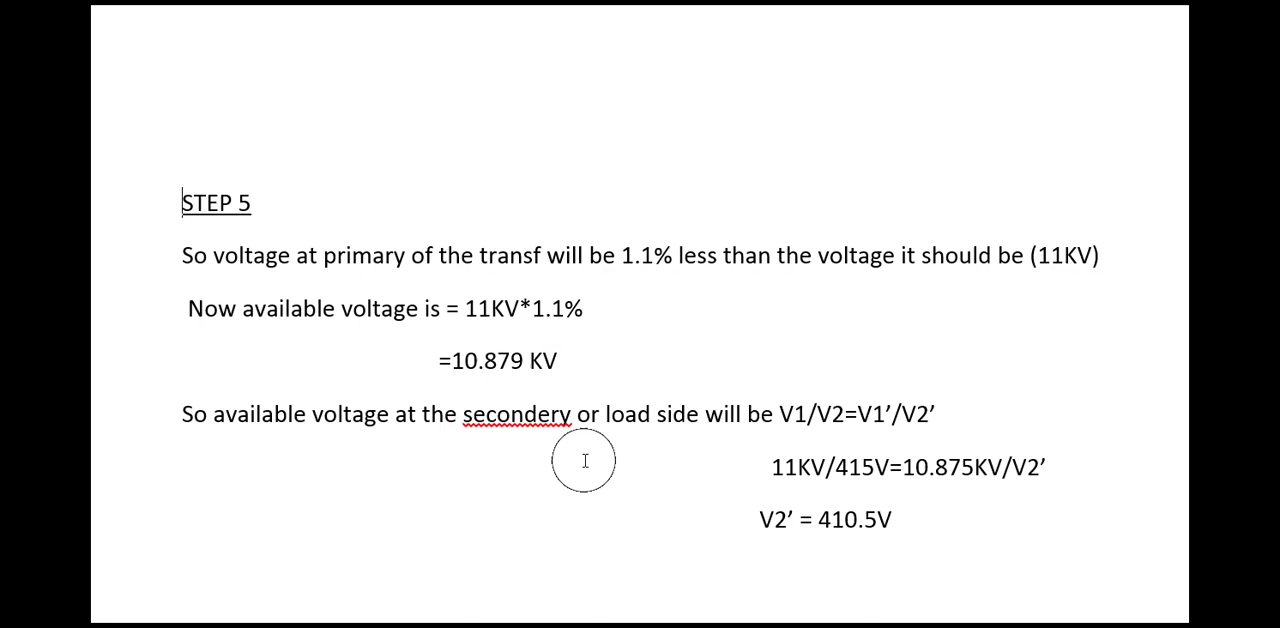 STEP 5
So voltage at primary of the transf will be 1.1% less than the voltage it should be (11KV)
Now available voltage is = 11KV*1.1%
=10.879 KV
So available voltage at the secondery or load side will be V1/V2=V1’/V2’
11KV/415V=10.875KV/V2’
V2’ = 410.5V